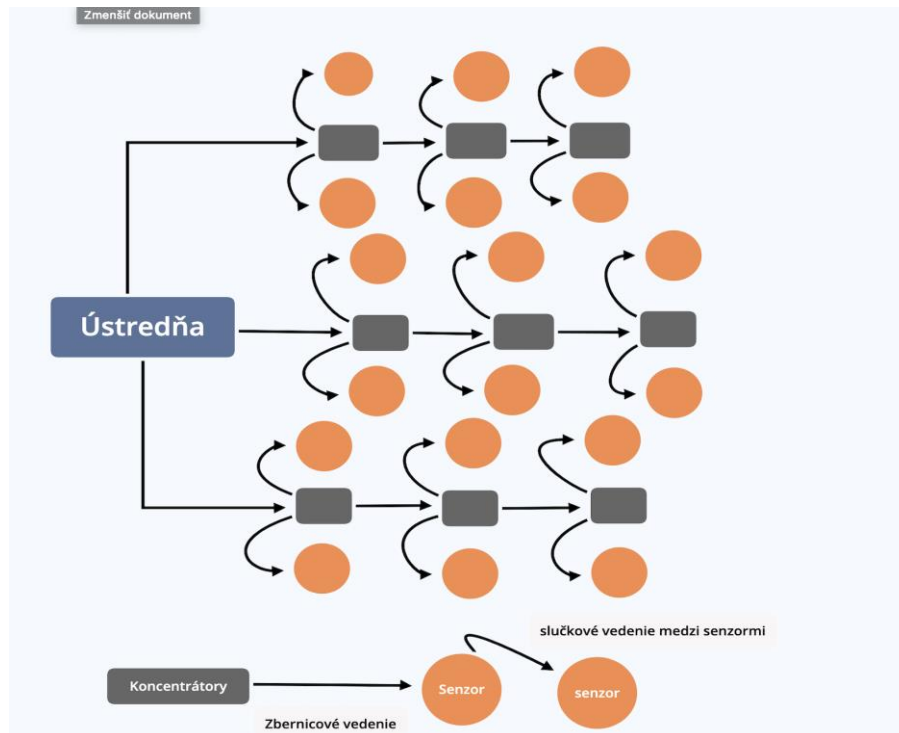 Zmenšiť dokument
Ústredňa
slučkové vedenie medzi senzormi
Koncentrátory
Senzor
senzor
Zbernicové vedenie